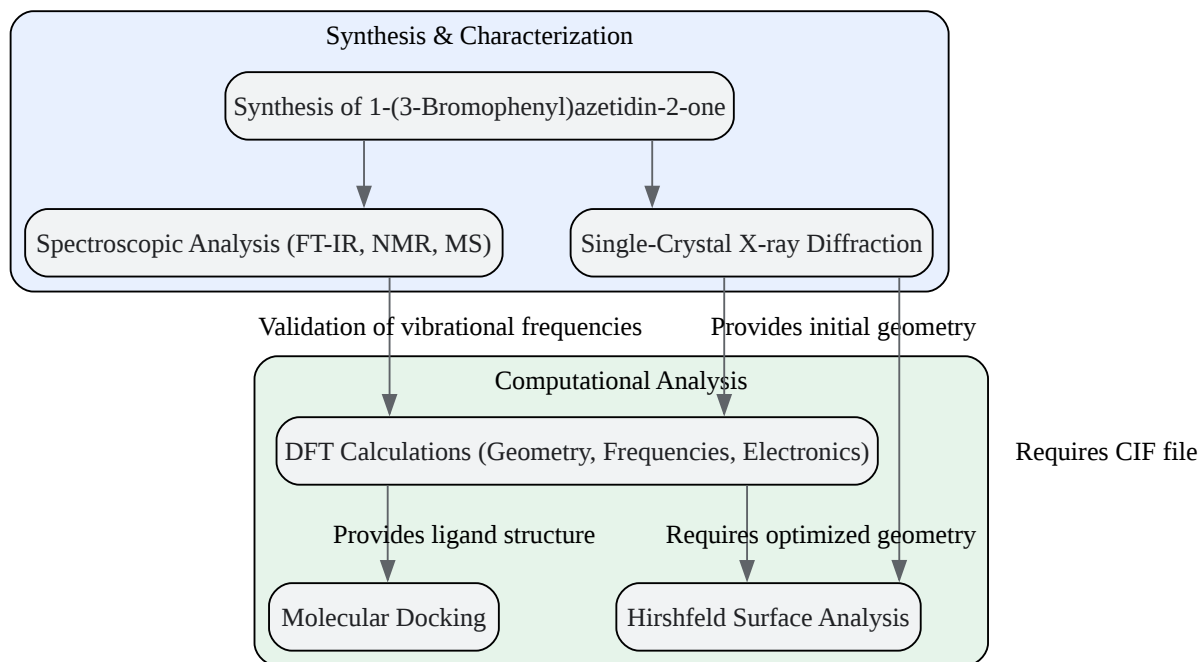 Synthesis & Characterization
Synthesis of 1-(3-Bromophenyl)azetidin-2-one
Spectroscopic Analysis (FT-IR, NMR, MS)
Single-Crystal X-ray Diffraction
Validation of vibrational frequencies
Provides initial geometry
Computational Analysis
DFT Calculations (Geometry, Frequencies, Electronics)
Requires CIF file
Provides ligand structure
Requires optimized geometry
Molecular Docking
Hirshfeld Surface Analysis